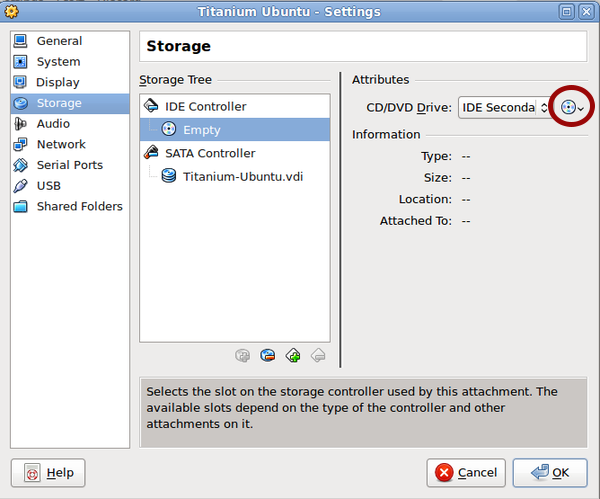 Titanium Ubuntu - Settings
General
System
Display
Storage
Audio
Network
Serial Ports
USB
Shared Folders
Storage
Storage Tree
IDE Controller
Empty
SATA Controller
Titanium-Ubuntu.vdi
Attributes
CD/DVD Drive: IDE Seconda
Information
Type: --
Size: --
Location: --
Attached To: --
Selects the slot on the storage controller used by this attachment. The
available slots depend on the type of the controller and other
attachments on it.
Help
Cancel
OK